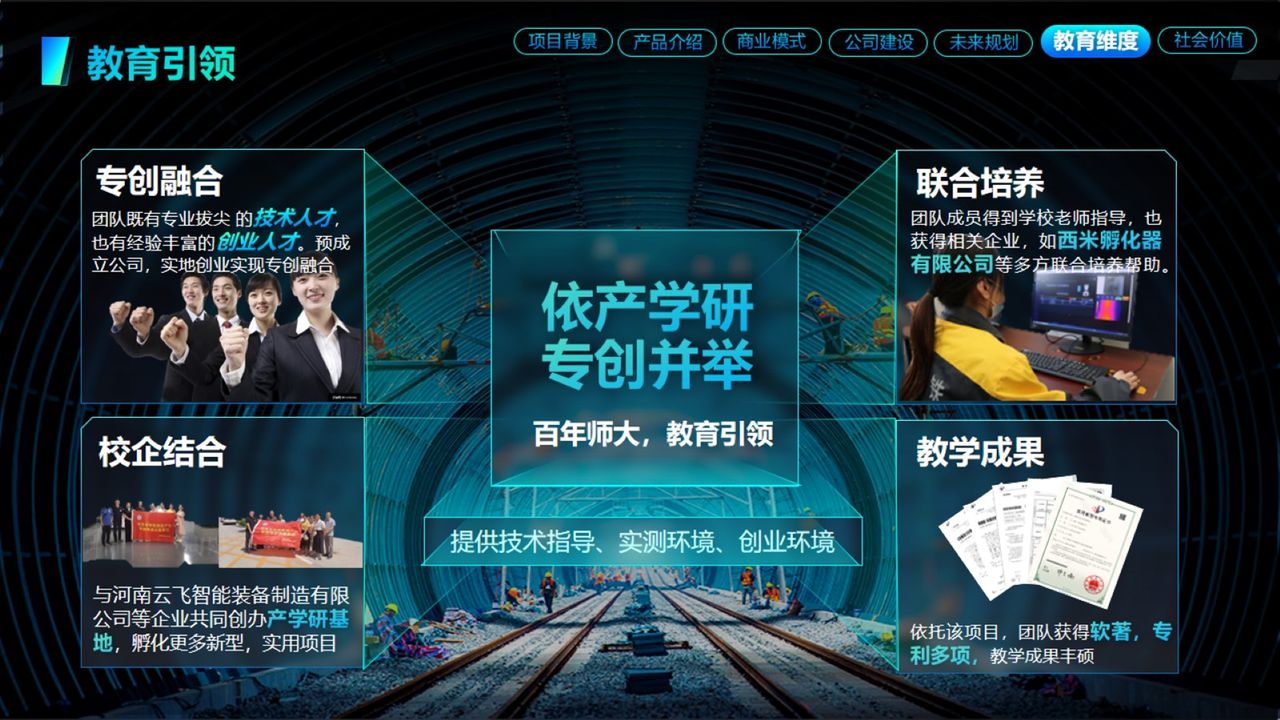 教育引领
项目背景
产品介绍
商业模式
公司建设
未来规划
教育维度
社会价值
专创融合
团队既有专业拔尖 的技术人才，
也有经验丰富的创业人才。预成
立公司，实地创业实现专创融合
联合培养
团队成员得到学校老师指导，也
获得相关企业，如西米孵化器
有限公司等多方联合培养帮助。
依产学研
专创并举
百年师大，教育引领
提供技术指导、实测环境、创业环境
校企结合
与河南云飞智能装备制造有限
公司等企业共同创办产学研基
地，孵化更多新型，实用项目
教学成果
依托该项目，团队获得软著，专
利多项，教学成果丰硕